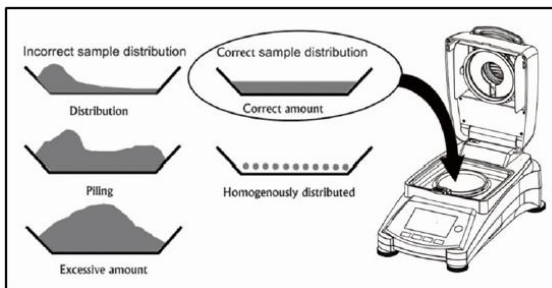 Incorrect sample distribution
Distribution
Piling
Excessive amount
Correct sample distribution
Correct amount
Homogenously distributed